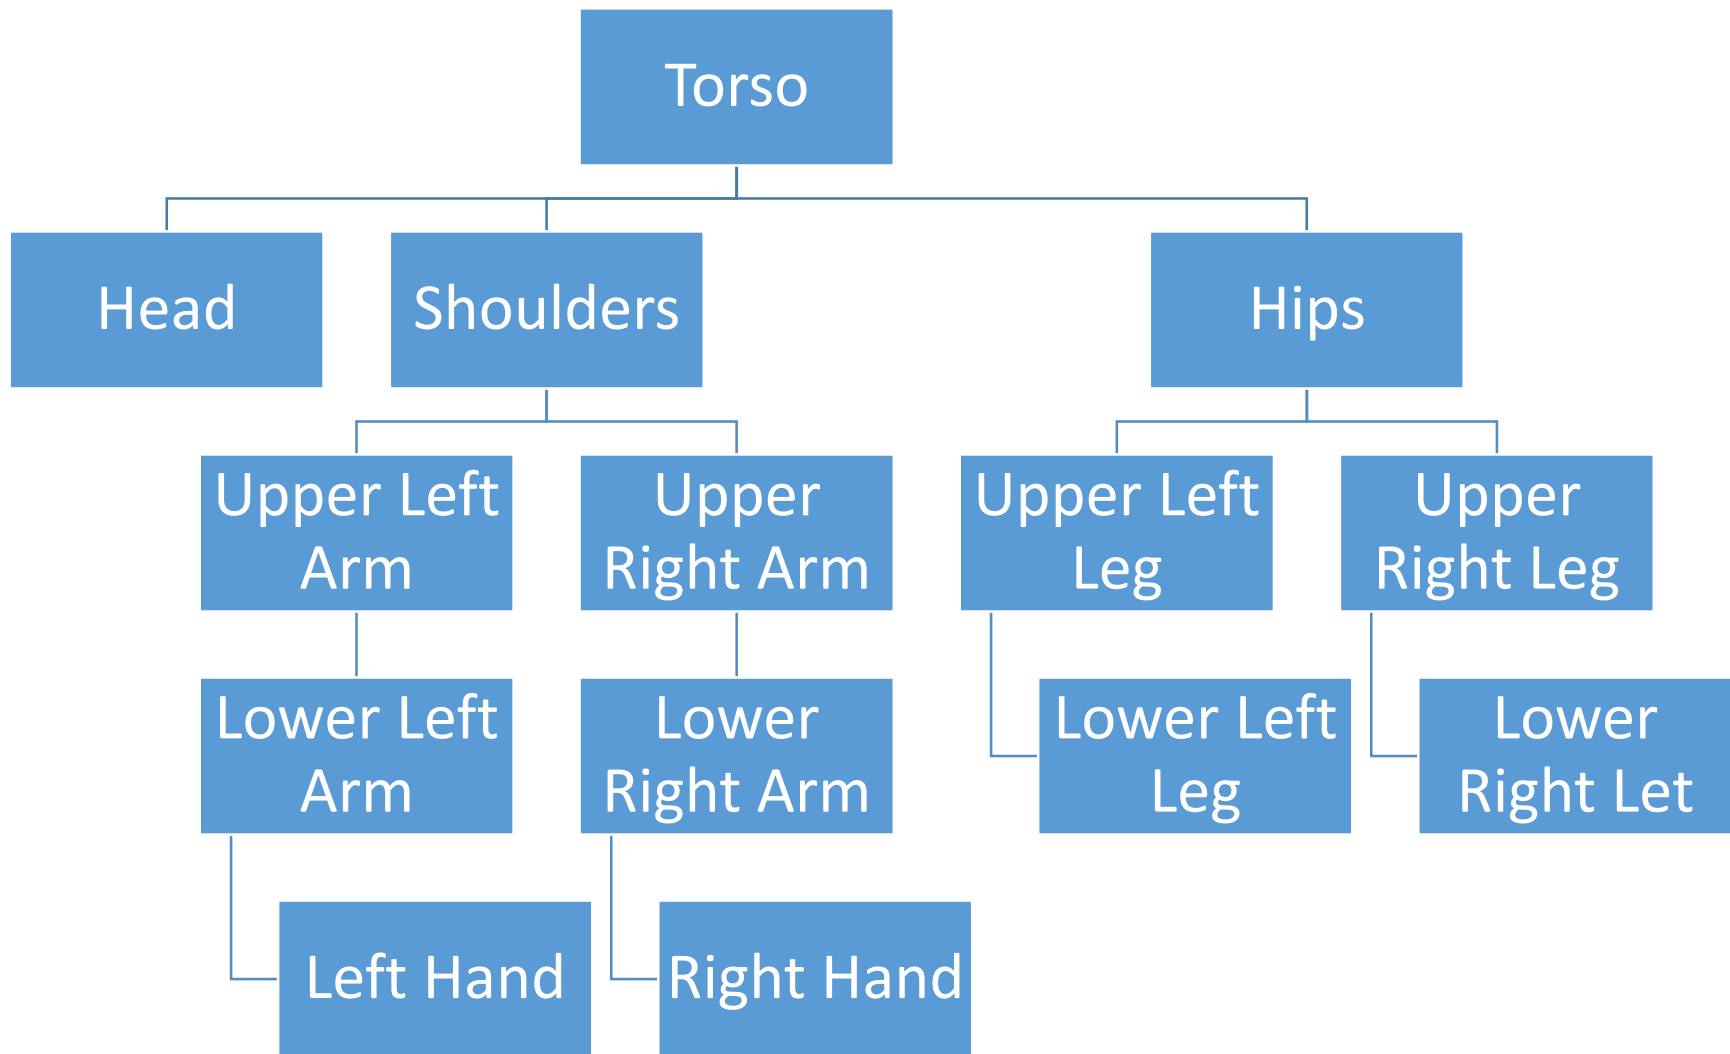 Torso
Head
Shoulders
Hips
Upper Left
Arm
Upper
Right Arm
Upper Left
Leg
Upper
Right Leg
Lower Left
Arm
Lower
Right Arm
Lower Left
Leg
Lower
Right Let
Left Hand
Right Hand